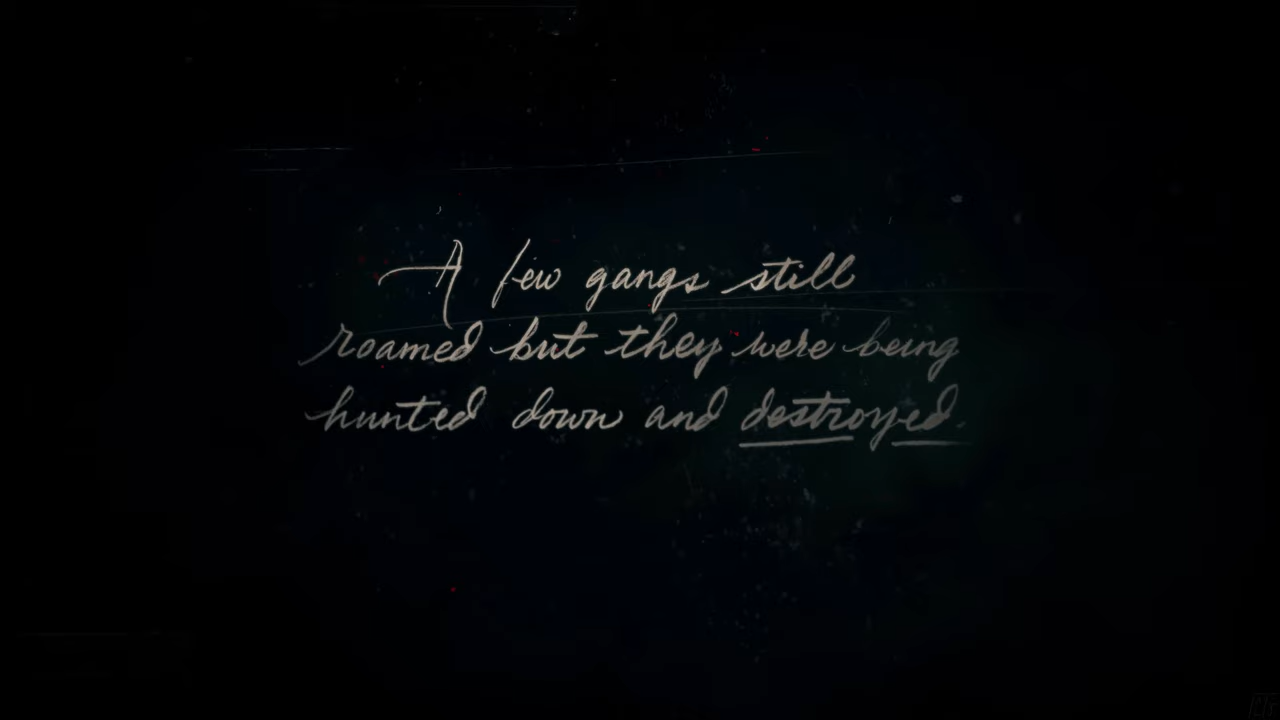 A few gangs still
roamed but they were being
hunted down and destroyed.